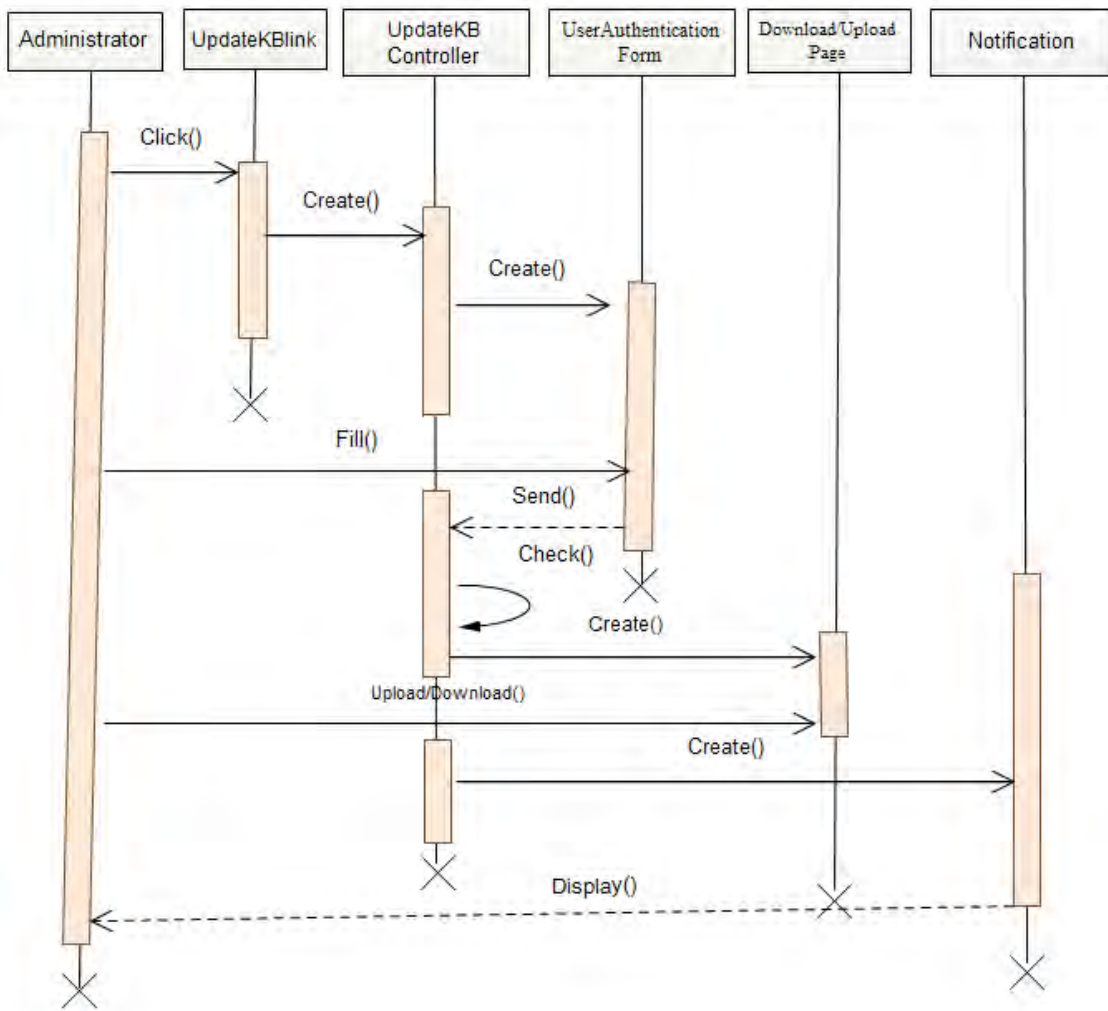 Administrator
UpdateKBlink
UpdateKB
Controller
UserAuthentication
Form
Download/Upload
Page
Notification
Click()
Create()
Create()
Fill()
Send()
Check()
Create()
Upload/Download()
Create()
Display()